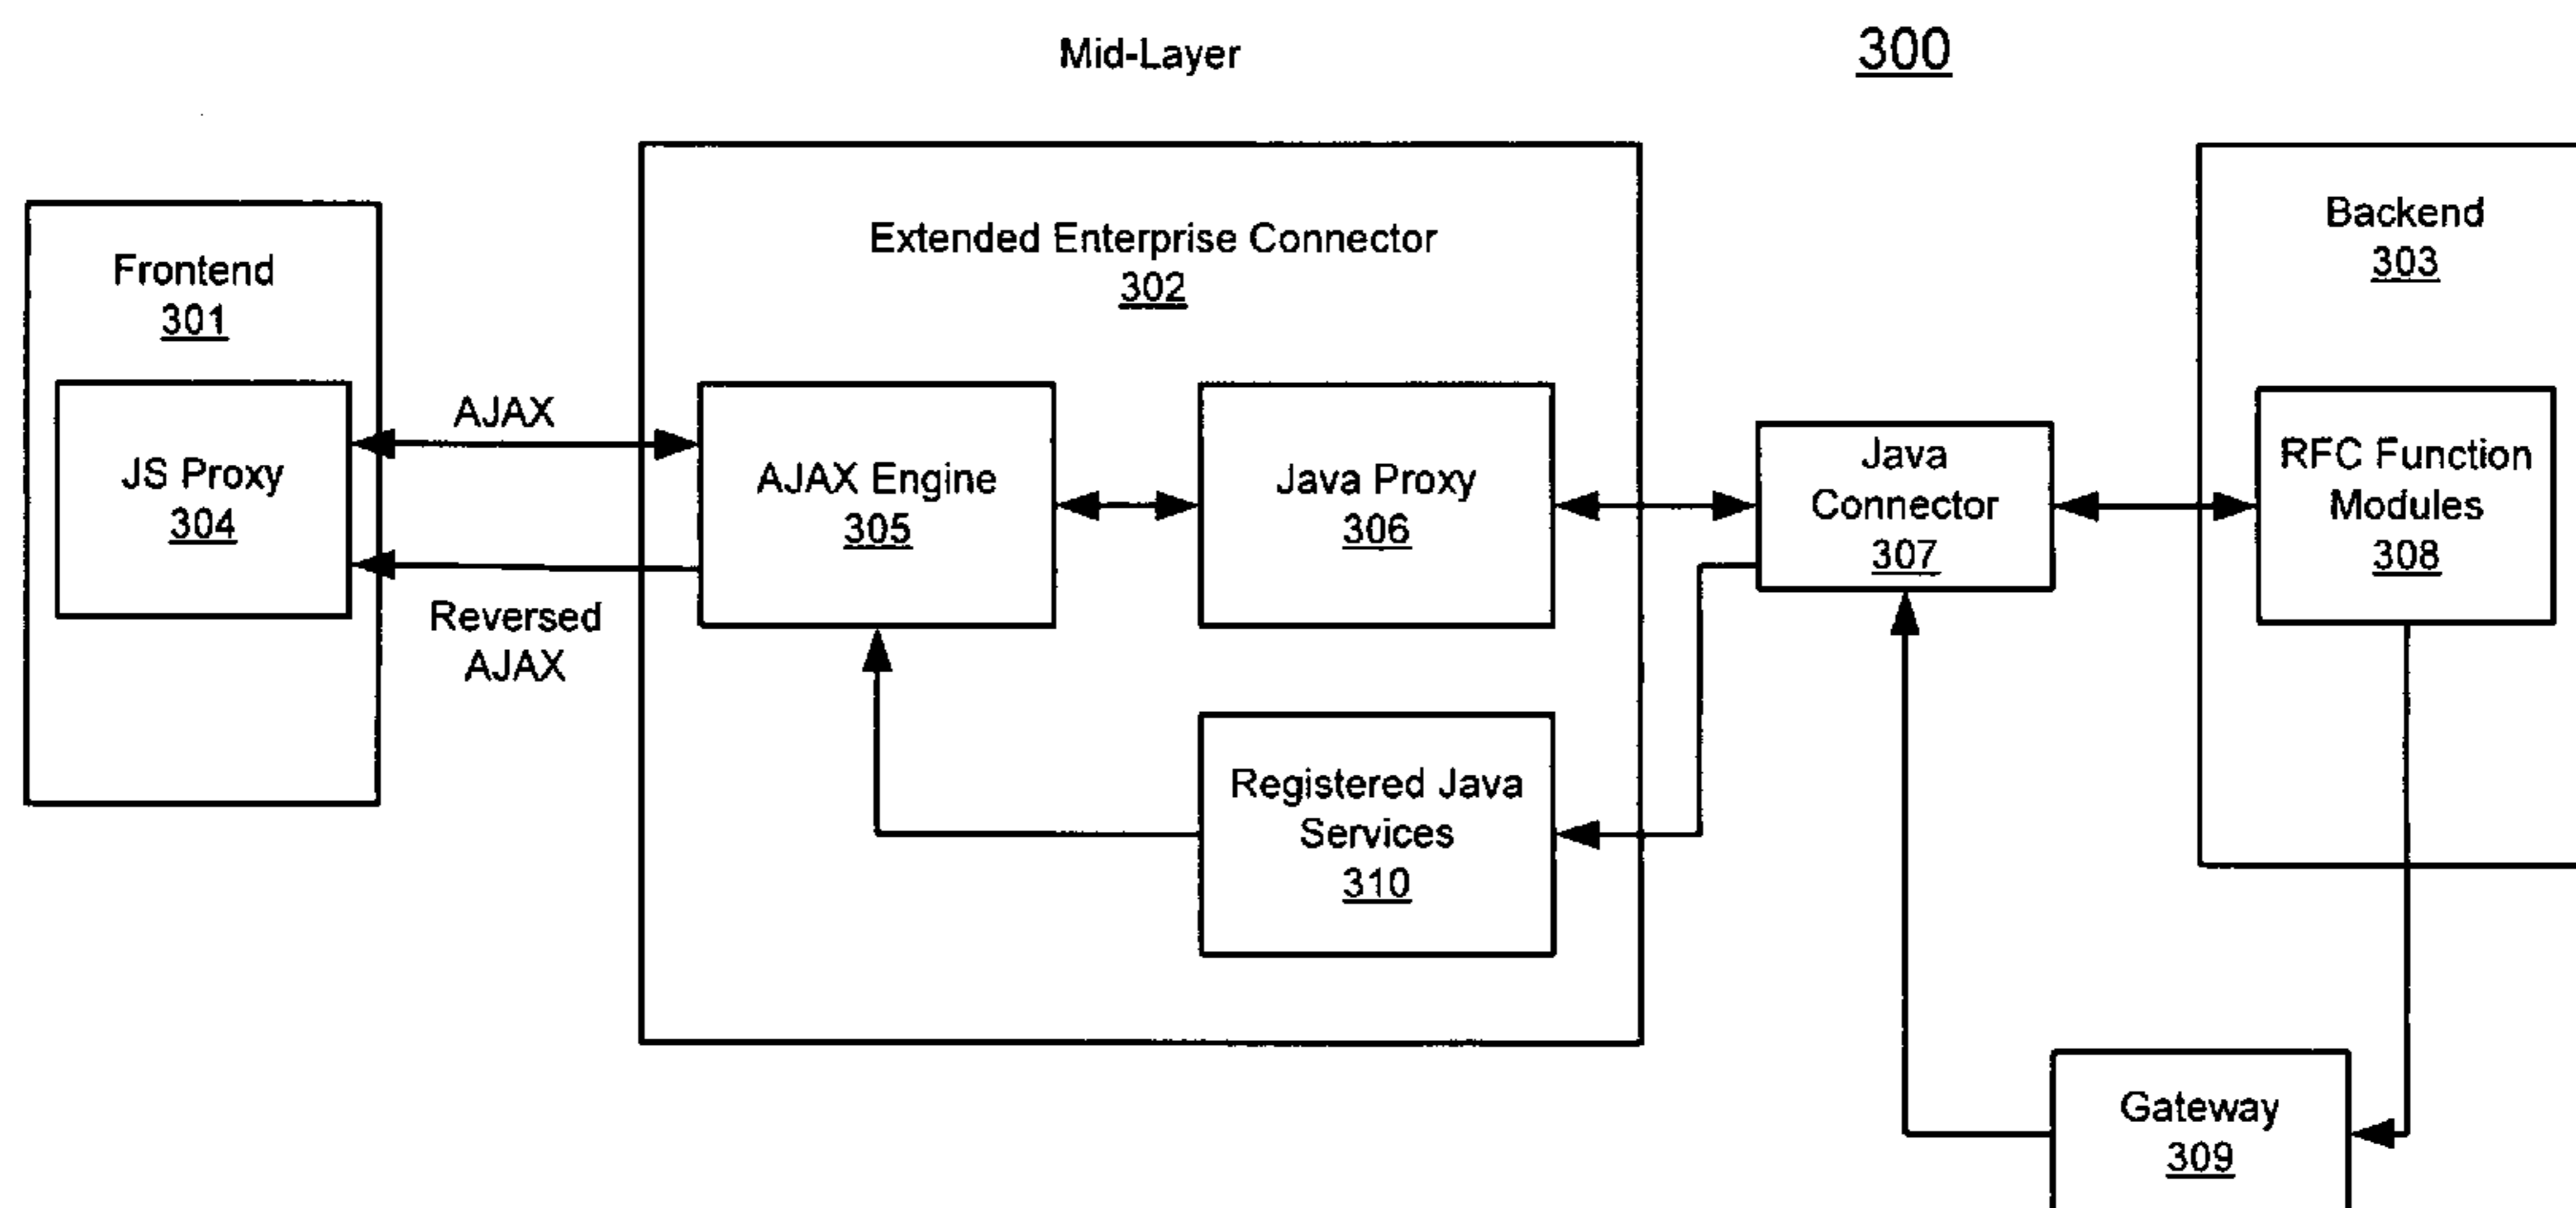 Mid-Layer
300
Frontend
301
JS Proxy
304
AJAX
Reversed
AJAX
Extended Enterprise Connector
302
AJAX Engine
305
Java Proxy
306
Registered Java
Services
310
Java
Connector
307
Backend
303
RFC Function
Modules
308
Gateway
309